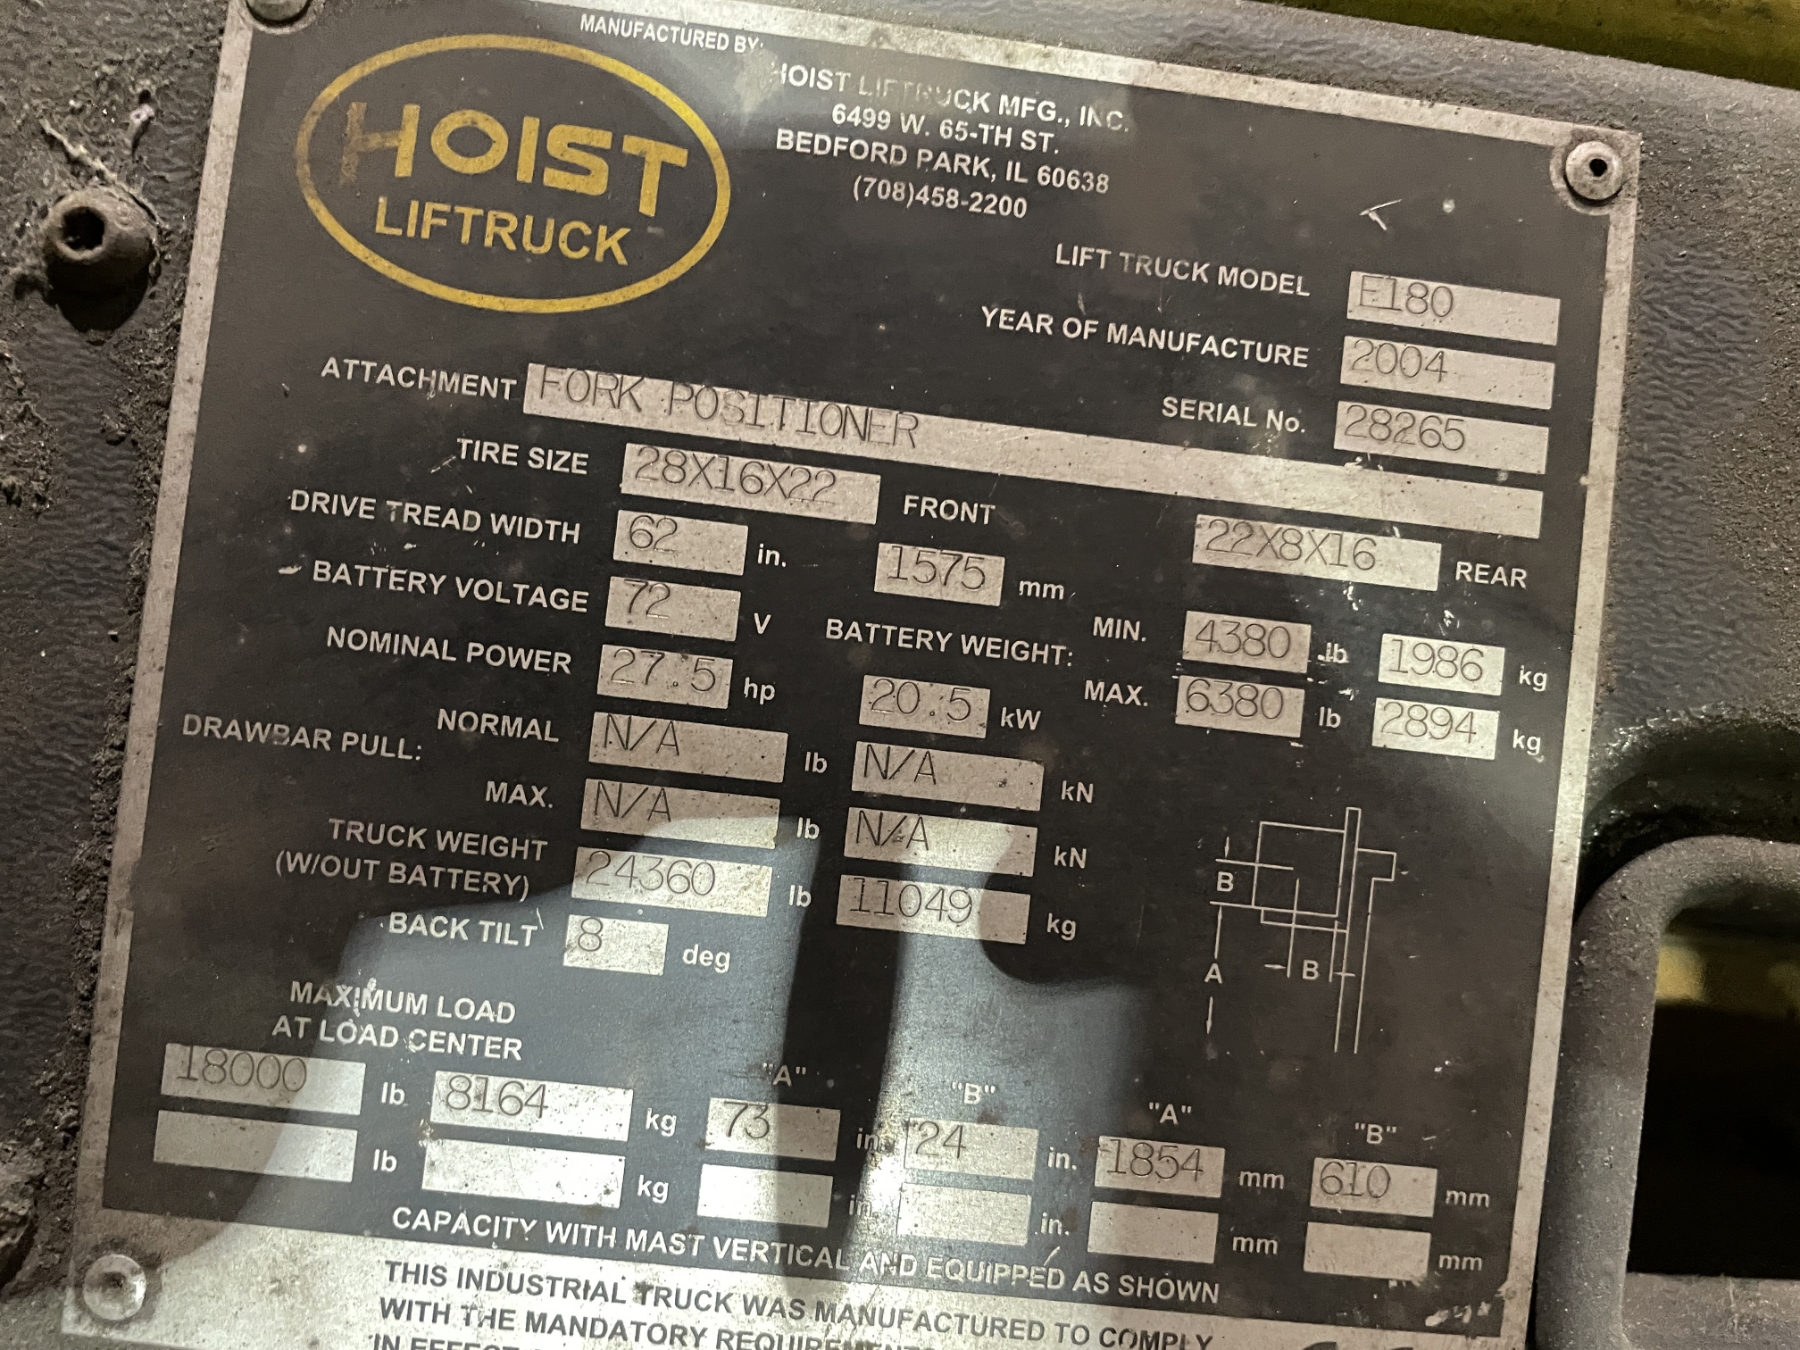 MANUFACTURED BY:
HOIST LIFTRUCK MFG., INC.
6499 W. 65-TH ST.
BEDFORD PARK, IL 60638
(708)458-2200
HOIST
LIFTRUCK
LIFT TRUCK MODEL E180
YEAR OF MANUFACTURE 2004
SERIAL No. 28265
ATTACHMENT FORK POSITIONER
TIRE SIZE 28X16X22 FRONT 22X8X16 REAR
DRIVE TREAD WIDTH 62 in. 1575 mm
BATTERY VOLTAGE 72 V BATTERY WEIGHT: MIN. 4380 lb 1986 kg
MAX. 6380 lb 2894 kg
NOMINAL POWER 27.5 hp 20.5 kW
DRAWBAR PULL: NORMAL N/A lb N/A kN
MAX. N/A lb N/A kN
TRUCK WEIGHT
(W/OUT BATTERY) 24360 lb 11049 kg
BACK TILT 8 deg
B
A B
MAXIMUM LOAD
AT LOAD CENTER
"A" "B" "A" "B"
18000 lb 8164 kg 73 in. 24 in. 1854 mm 610 mm
lb kg in. in. mm mm
CAPACITY WITH MAST VERTICAL AND EQUIPPED AS SHOWN
THIS INDUSTRIAL TRUCK WAS MANUFACTURED TO COMPLY
WITH THE MANDATORY REQUIREMENTS
IN EFFECT